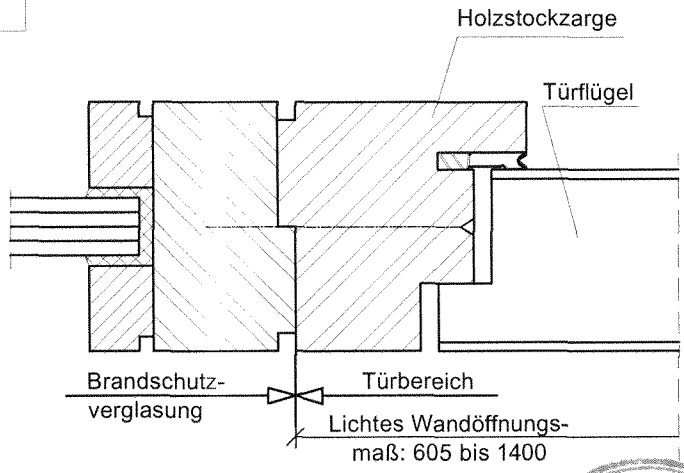 Holzstockzarge
Türflügel
Brandschutz-
verglasung
Türbereich
Lichtes Wandöffnungs-
maß: 605 bis 1400